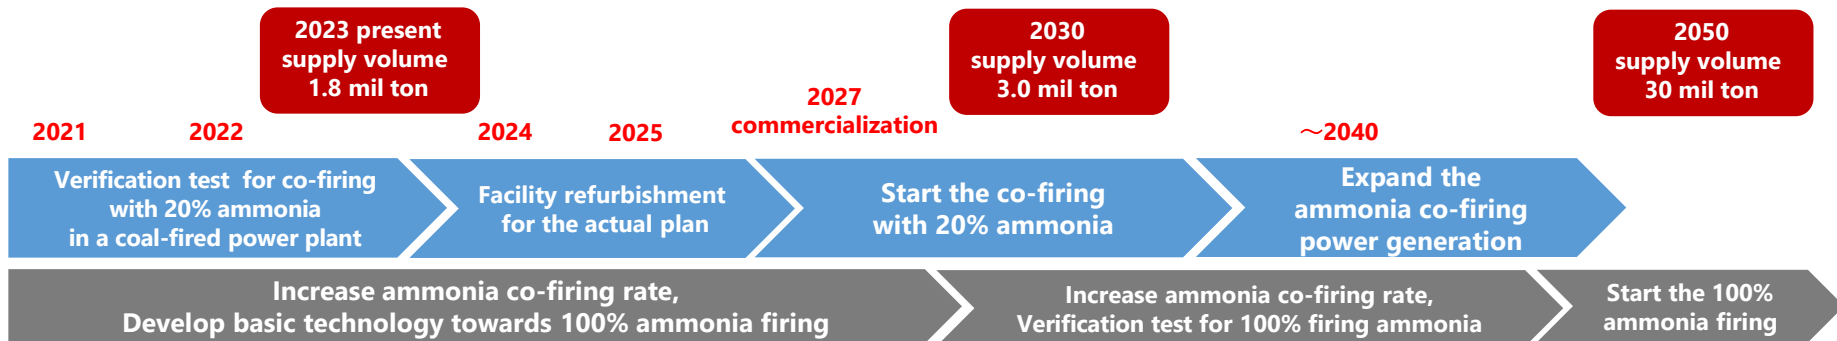 2023 present
supply volume
1.8 mil ton
2030
supply volume
3.0 mil ton
2050
supply volume
30 mil ton
2021
2022
2024
2025
2027
commercialization
～2040
Verification test for co-firing
with 20% ammonia
in a coal-fired power plant
Facility refurbishment
for the actual plan
Start the co-firing
with 20% ammonia
Expand the
ammonia co-firing
power generation
Increase ammonia co-firing rate,
Develop basic technology towards 100% ammonia firing
Increase ammonia co-firing rate,
Verification test for 100% firing ammonia
Start the 100%
ammonia firing